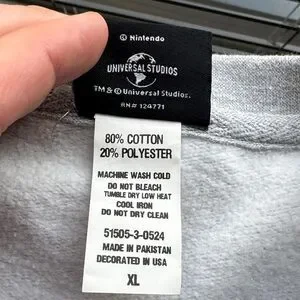 © Nintendo
UNIVERSAL STUDIOS
TM & © Universal Studios.
RN# 124771
80% COTTON
20% POLYESTER
MACHINE WASH COLD
DO NOT BLEACH
TUMBLE DRY LOW HEAT
COOL IRON
DO NOT DRY CLEAN
51505-3-0524
MADE IN PAKISTAN
DECORATED IN USA
XL